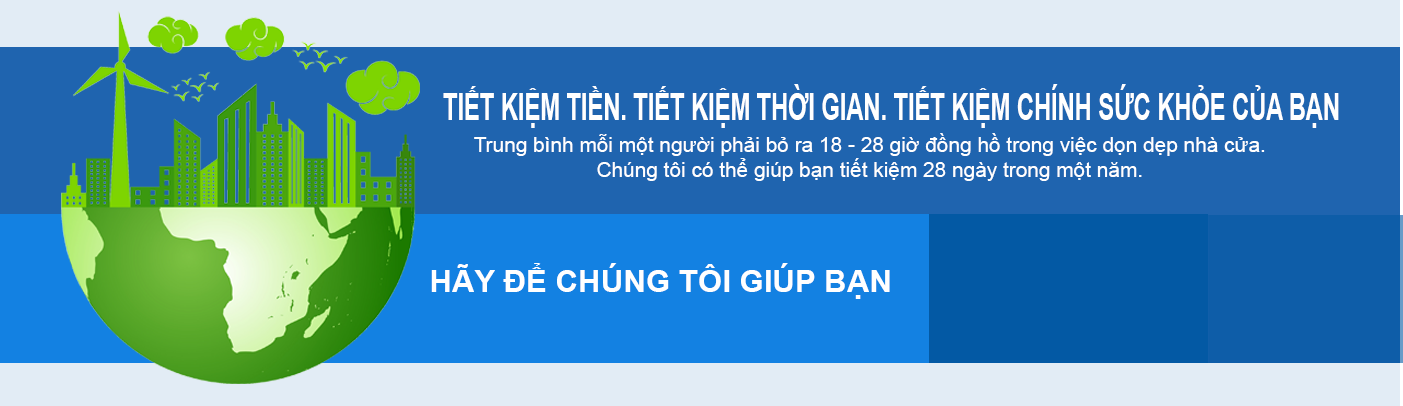 TIẾT KIỆM TIỀN. TIẾT KIỆM THỜI GIAN. TIẾT KIỆM CHÍNH SỨC KHỎE CỦA BẠN
Trung bình mỗi một người phải bỏ ra 18 - 28 giờ đồng hồ trong việc dọn dẹp nhà cửa.
Chúng tôi có thể giúp bạn tiết kiệm 28 ngày trong một năm.
HÃY ĐỂ CHÚNG TÔI GIÚP BẠN